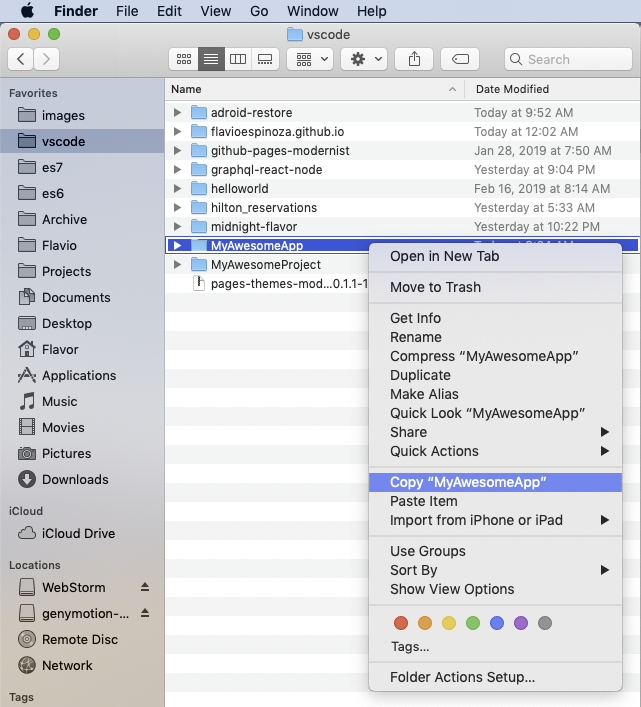 Finder File Edit View Go Window Help
vscode
Search
Favorites
images
vscode
es7
es6
Archive
Flavio
Projects
Documents
Desktop
Flavor
Applications
Music
Movies
Pictures
Downloads
iCloud
iCloud Drive
Locations
WebStorm
genymotion-...
Remote Disc
Network
Tags
Name Date Modified
adroid-restore Today at 9:52 AM
flavioespinoza.github.io Today at 12:02 AM
github-pages-modernist Jan 28, 2019 at 7:50 AM
graphql-react-node Yesterday at 9:04 PM
helloworld Feb 16, 2019 at 8:14 AM
hilton_reservations Yesterday at 5:33 AM
midnight-flavor Yesterday at 10:22 PM
MyAwesomeApp
MyAwesomeProject
pages-themes-mod...0.1.1-1
Open in New Tab
Move to Trash
Get Info
Rename
Compress “MyAwesomeApp”
Duplicate
Make Alias
Quick Look “MyAwesomeApp”
Share
Quick Actions
Copy “MyAwesomeApp”
Paste Item
Import from iPhone or iPad
Use Groups
Sort By
Show View Options
Tags...
Folder Actions Setup...